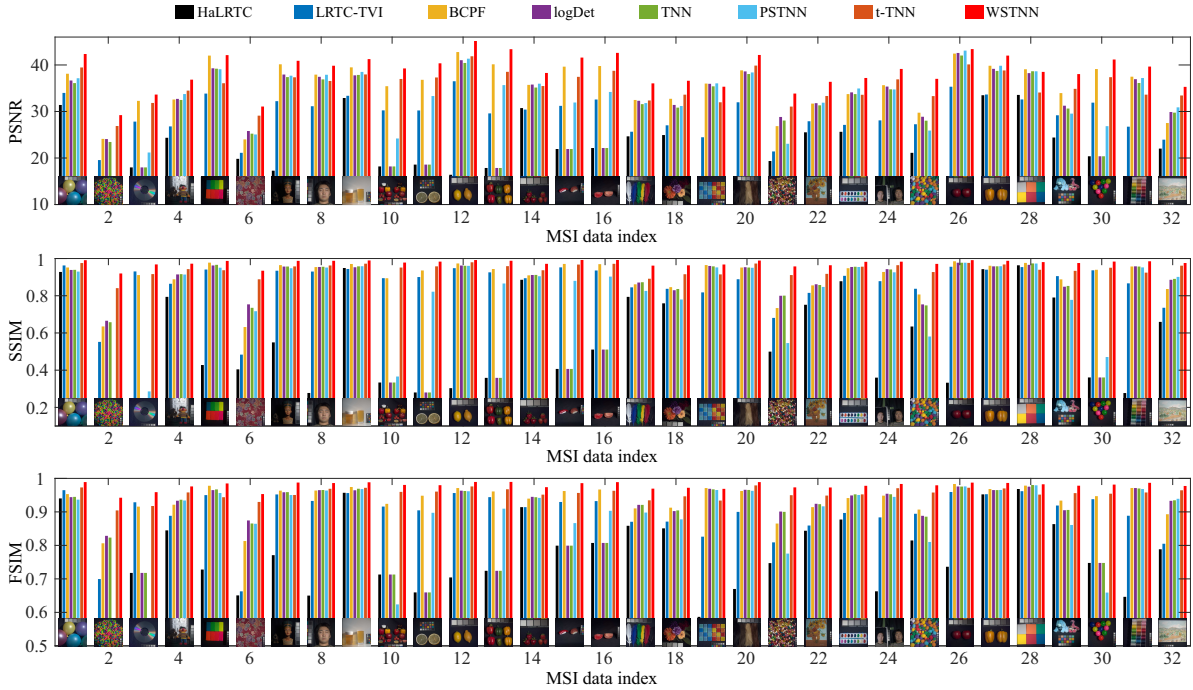 HaLRTC LRTC-TVI BCPF logDet TNN PSTNN t-TNN WSTNN
40
30
20
10
PSNR
2 4 6 8 10 12 14 16 18 20 22 24 26 28 30 32
MSI data index
1
0.8
0.6
0.4
0.2
SSIM
2 4 6 8 10 12 14 16 18 20 22 24 26 28 30 32
MSI data index
1
0.9
0.8
0.7
0.6
0.5
FSIM
2 4 6 8 10 12 14 16 18 20 22 24 26 28 30 32
MSI data index